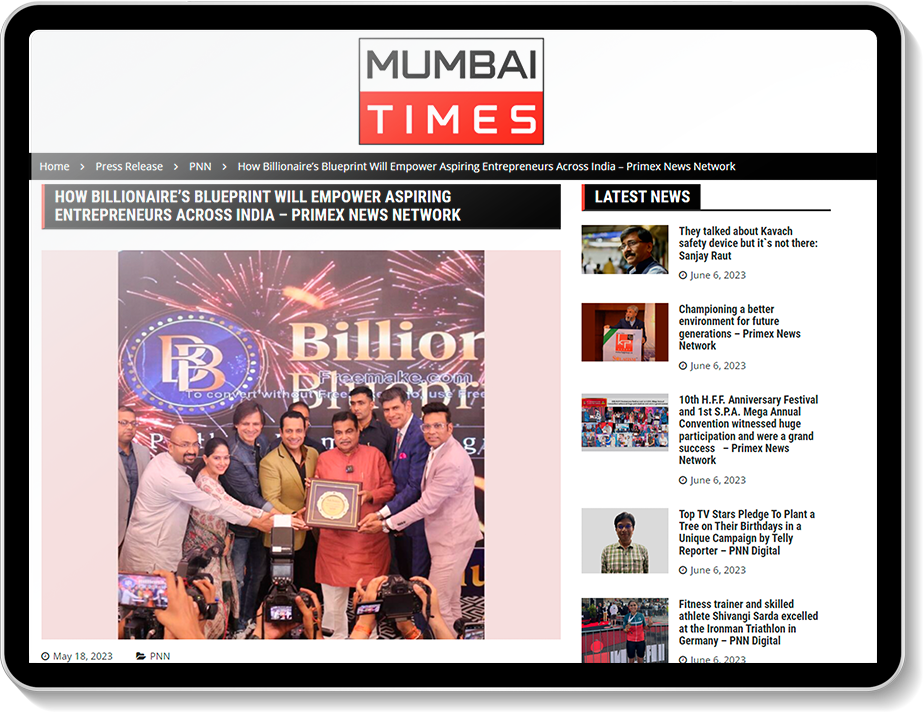 MUMBAI
TIMES
Home > Press Release > PNN > How Billionaire's Blueprint Will Empower Aspiring Entrepreneurs Across India – Primex News Network
HOW BILLIONAIRE'S BLUEPRINT WILL EMPOWER ASPIRING
ENTREPRENEURS ACROSS INDIA – PRIMEX NEWS NETWORK
BB
Billion
Freemake.com
To convert without Free
May 18, 2023 PNN
LATEST NEWS
They talked about Kavach
safety device but it`s not there:
Sanjay Raut
June 6, 2023
Championing a better
environment for future
generations – Primex News
Network
June 6, 2023
10th H.F.F. Anniversary Festival
and 1st S.P.A. Mega Annual
Convention witnessed huge
participation and were a grand
success – Primex News
Network
June 6, 2023
Top TV Stars Pledge To Plant a
Tree on Their Birthdays in a
Unique Campaign by Telly
Reporter – PNN Digital
June 6, 2023
Fitness trainer and skilled
athlete Shivangi Sarda excelled
at the Ironman Triathlon in
Germany – PNN Digital
June 6, 2023